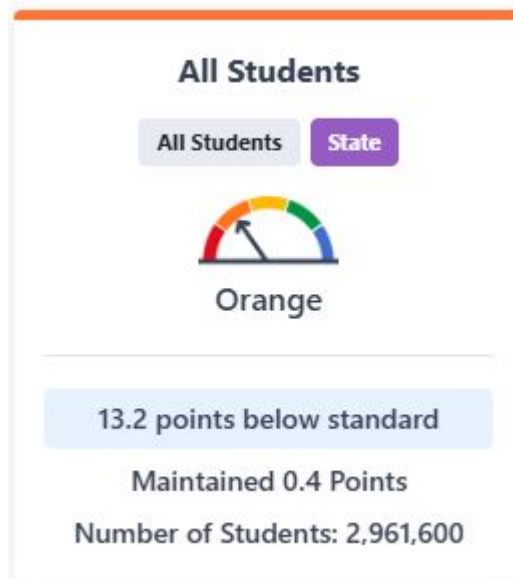 All Students
All Students State
Orange
13.2 points below standard
Maintained 0.4 Points
Number of Students: 2,961,600